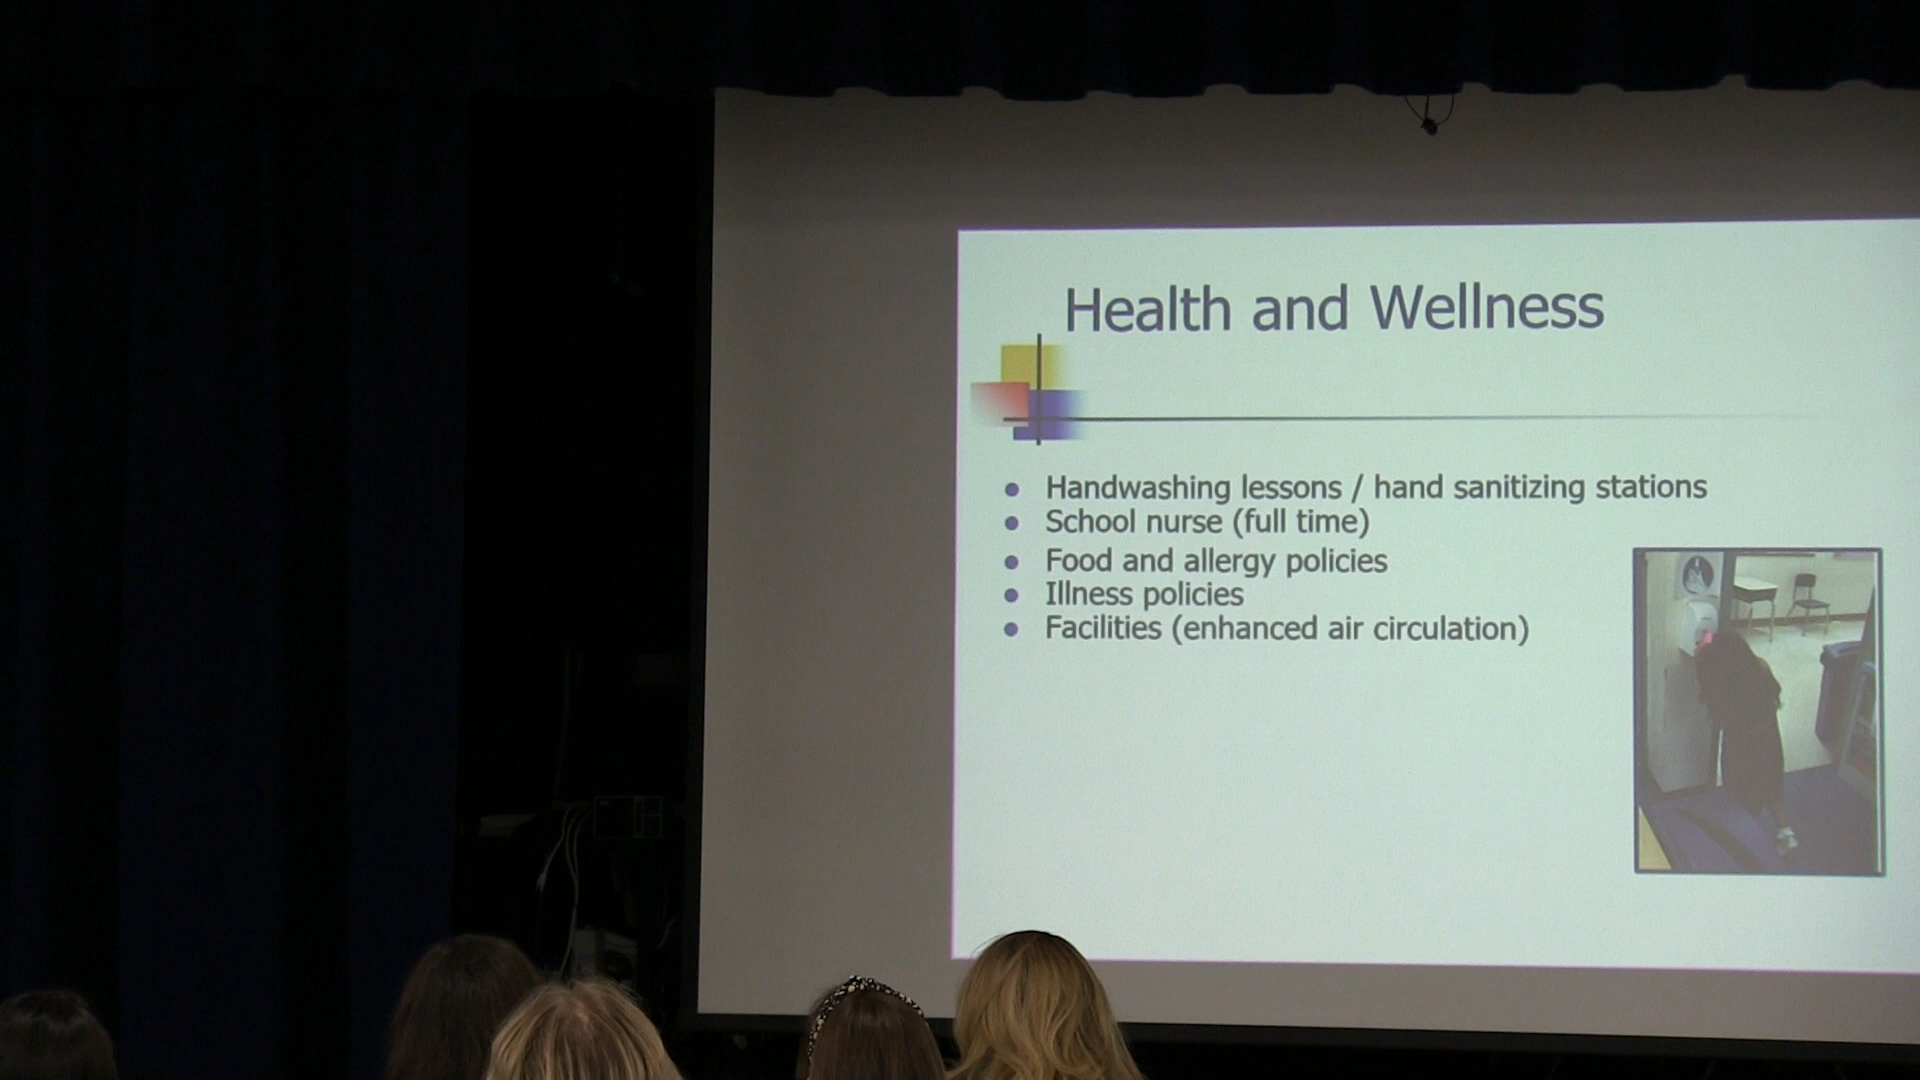 Health and Wellness
Handwashing lessons / hand sanitizing stations
School nurse (full time)
Food and allergy policies
Illness policies
Facilities (enhanced air circulation)